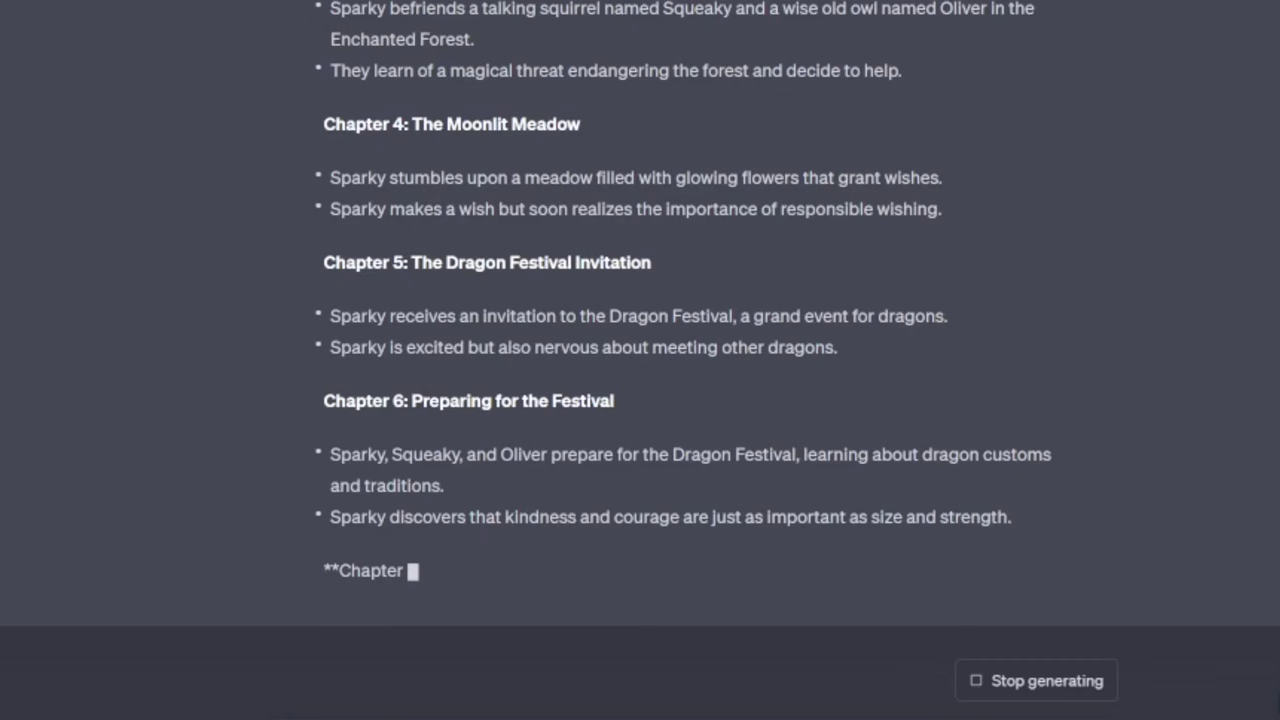 • Sparky befriends a talking squirrel named Squeaky and a wise old owl named Oliver in the
Enchanted Forest.
• They learn of a magical threat endangering the forest and decide to help.
Chapter 4: The Moonlit Meadow
• Sparky stumbles upon a meadow filled with glowing flowers that grant wishes.
• Sparky makes a wish but soon realizes the importance of responsible wishing.
Chapter 5: The Dragon Festival Invitation
• Sparky receives an invitation to the Dragon Festival, a grand event for dragons.
• Sparky is excited but also nervous about meeting other dragons.
Chapter 6: Preparing for the Festival
• Sparky, Squeaky, and Oliver prepare for the Dragon Festival, learning about dragon customs
and traditions.
• Sparky discovers that kindness and courage are just as important as size and strength.
**Chapter
Stop generating